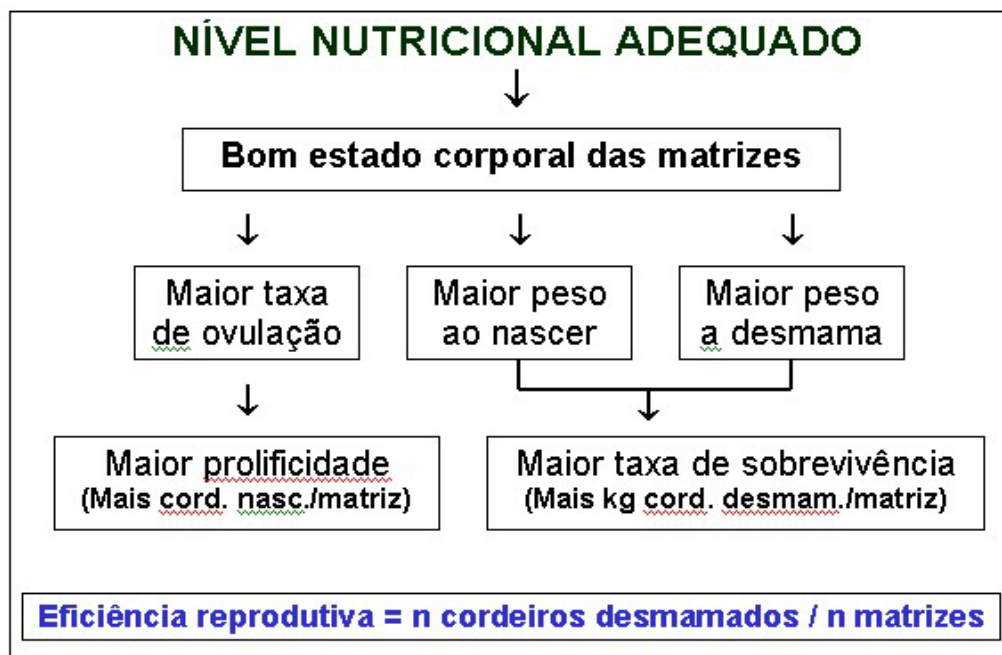 NÍVEL NUTRICIONAL ADEQUADO
Bom estado corporal das matrizes
Maior taxa
de ovulação
Maior peso
ao nascer
Maior peso
a desmama
Maior prolificidade
(Mais cord. nasc./matriz)
Maior taxa de sobrevivência
(Mais kg cord. desmam./matriz)
Eficiência reprodutiva = n cordeiros desmamados / n matrizes